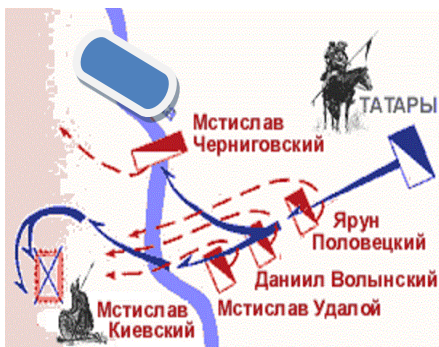 Мстислав
Черниговский
ТАТАРЫ
Ярун
Половецкий
Даниил Волынский
Мстислав Удалой
Мстислав
Киевский